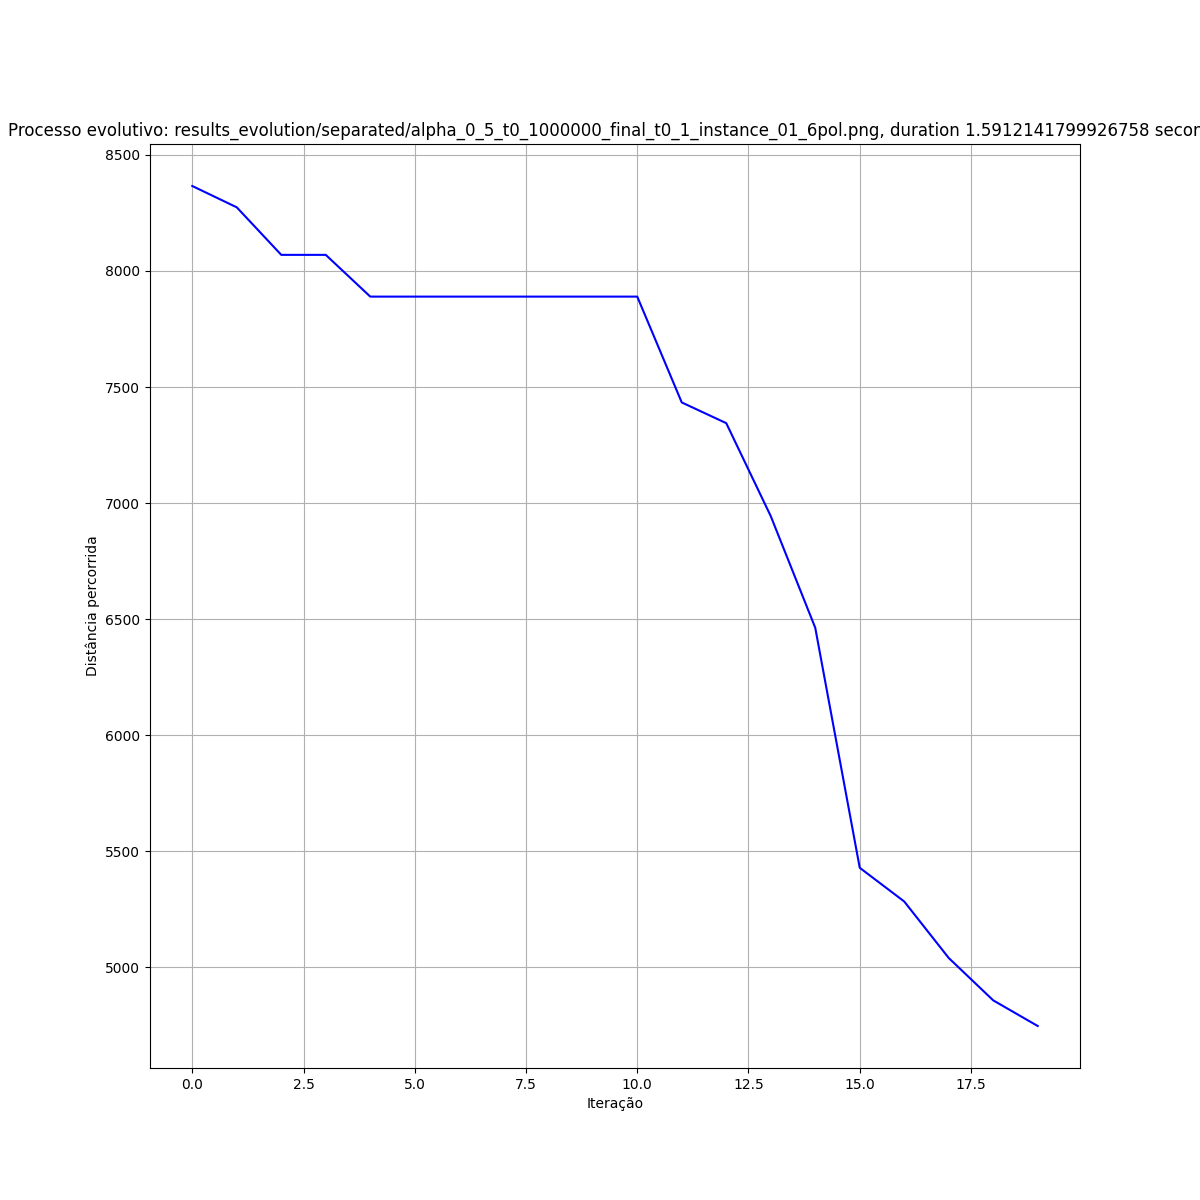 Processo evolutivo: results_evolution/separated/alpha_0_5_t0_1000000_final_t0_1_instance_01_6pol.png, duration 1.5912141799926758 secor
8500
8000
7500
7000
6500
6000
5500
5000
Distância percorrida
0.0 2.5 5.0 7.5 10.0 12.5 15.0 17.5
Iteração